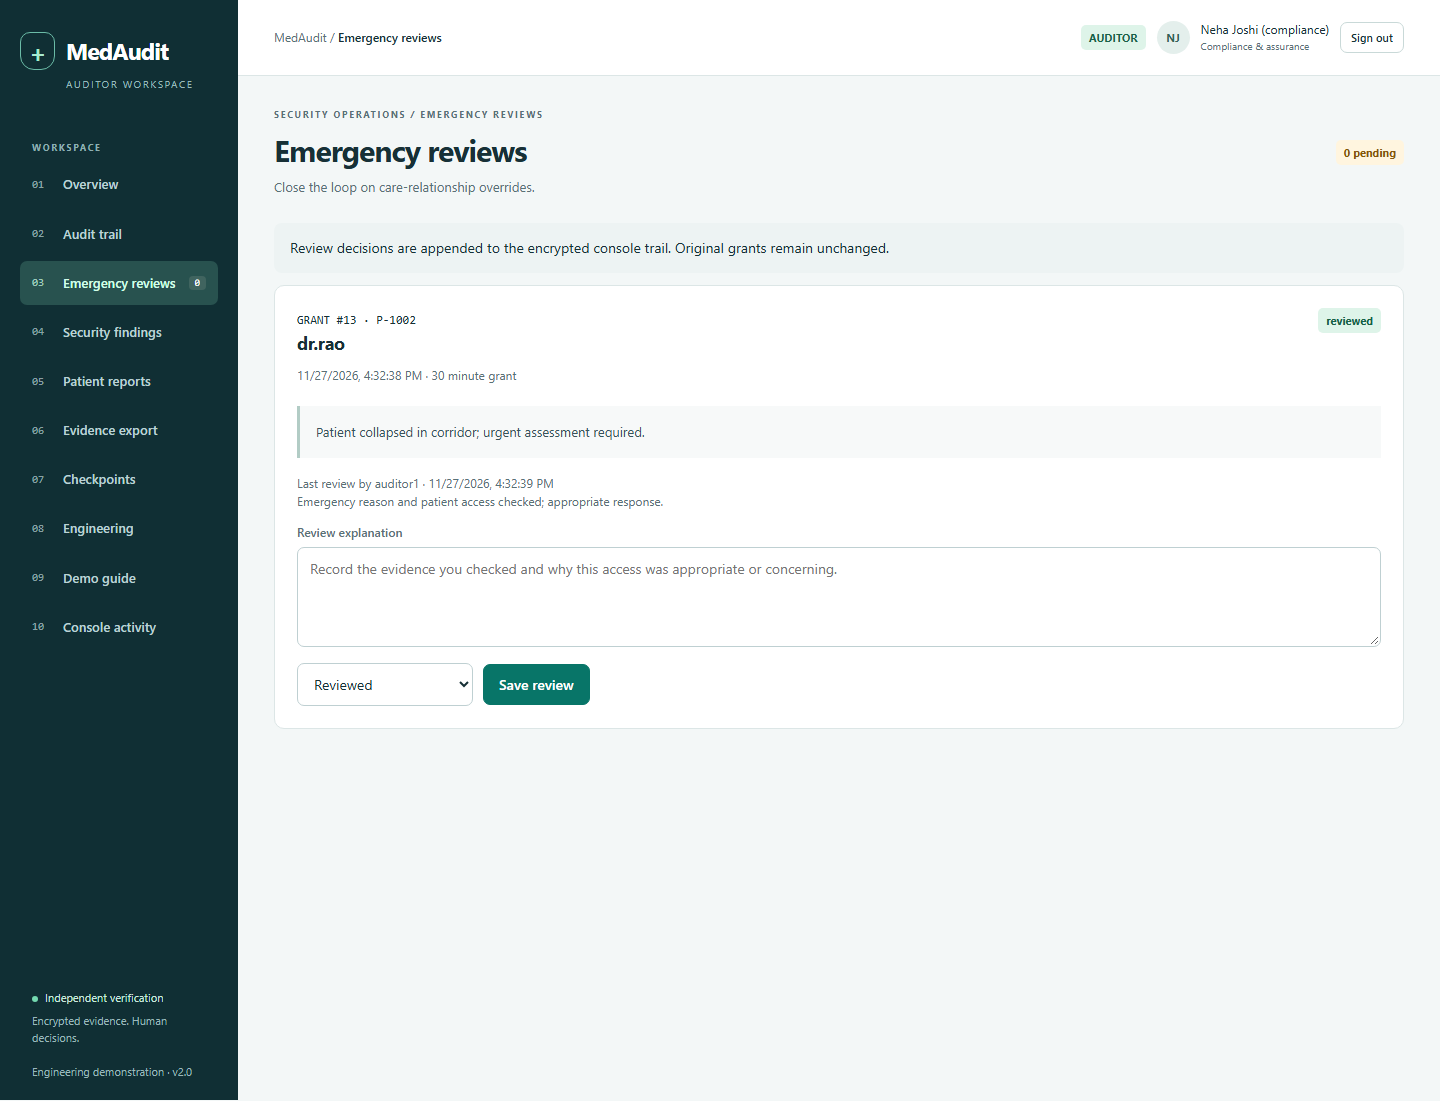 +
MedAudit
AUDITOR WORKSPACE
WORKSPACE
01 Overview
02 Audit trail
03 Emergency reviews 0
04 Security findings
05 Patient reports
06 Evidence export
07 Checkpoints
08 Engineering
09 Demo guide
10 Console activity
Independent verification
Encrypted evidence. Human
decisions.
Engineering demonstration · v2.0
MedAudit / Emergency reviews
AUDITOR
NJ
Neha Joshi (compliance)
Compliance & assurance
Sign out
SECURITY OPERATIONS / EMERGENCY REVIEWS
Emergency reviews
0 pending
Close the loop on care-relationship overrides.
Review decisions are appended to the encrypted console trail. Original grants remain unchanged.
GRANT #13 · P-1002
reviewed
dr.rao
11/27/2026, 4:32:38 PM · 30 minute grant
Patient collapsed in corridor; urgent assessment required.
Last review by auditor1 · 11/27/2026, 4:32:39 PM
Emergency reason and patient access checked; appropriate response.
Review explanation
Record the evidence you checked and why this access was appropriate or concerning.
Reviewed
Save review